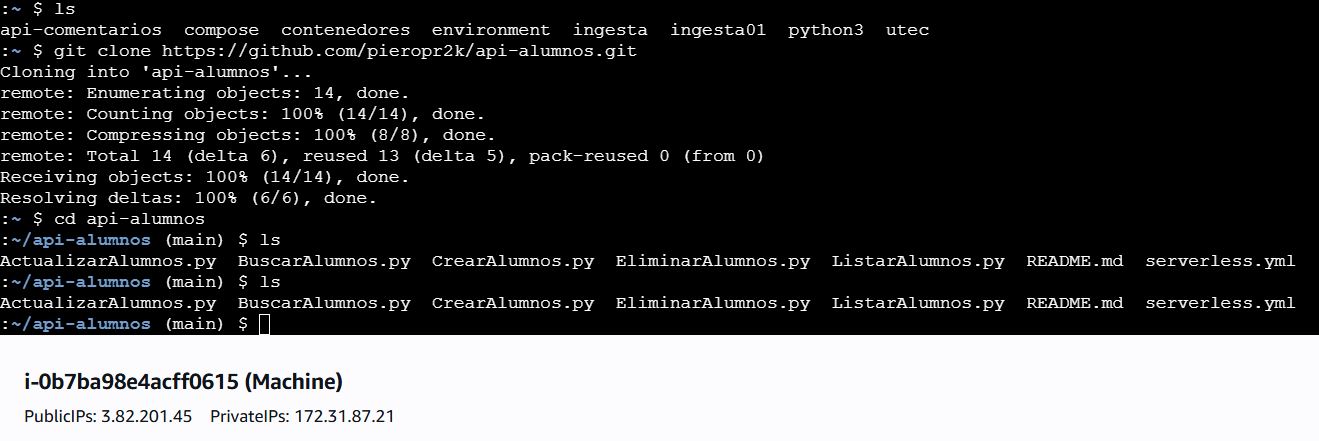 :~ $ ls
api-comentarios  compose  contenedores  environment  ingesta  ingesta01  python3  utec
:~ $ git clone https://github.com/pieropr2k/api-alumnos.git
Cloning into 'api-alumnos'...
remote: Enumerating objects: 14, done.
remote: Counting objects: 100% (14/14), done.
remote: Compressing objects: 100% (8/8), done.
remote: Total 14 (delta 6), reused 13 (delta 5), pack-reused 0 (from 0)
Receiving objects: 100% (14/14), done.
Resolving deltas: 100% (6/6), done.
:~ $ cd api-alumnos
:~/api-alumnos (main) $ ls
ActualizarAlumnos.py  BuscarAlumnos.py  CrearAlumnos.py  EliminarAlumnos.py  ListarAlumnos.py  README.md  serverless.yml
:~/api-alumnos (main) $ ls
ActualizarAlumnos.py  BuscarAlumnos.py  CrearAlumnos.py  EliminarAlumnos.py  ListarAlumnos.py  README.md  serverless.yml
:~/api-alumnos (main) $
i-0b7ba98e4acff0615 (Machine)
PublicIPs: 3.82.201.45  PrivateIPs: 172.31.87.21